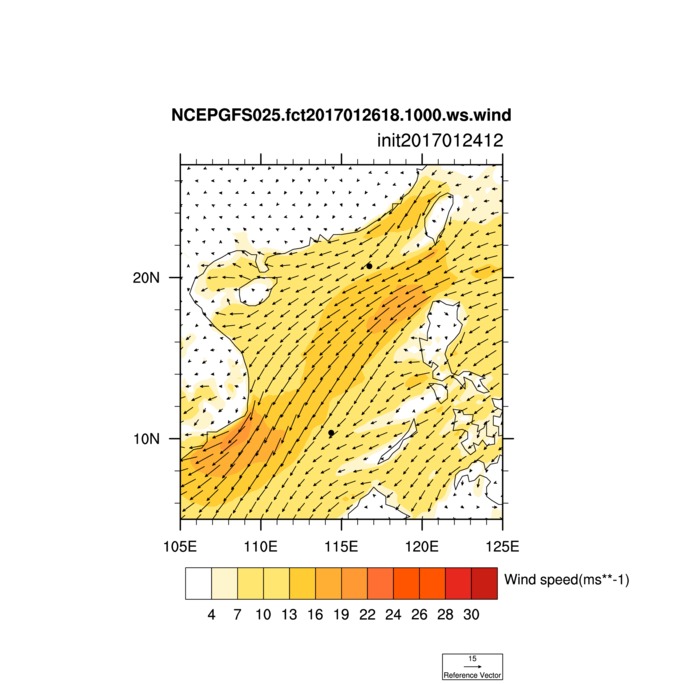 NCEPGFS025.fct2017012618.1000.ws.wind
init2017012412
20N
10N
105E 110E 115E 120E 125E
Wind speed(ms**-1)
4 7 10 13 16 19 22 24 26 28 30
15
Reference Vector